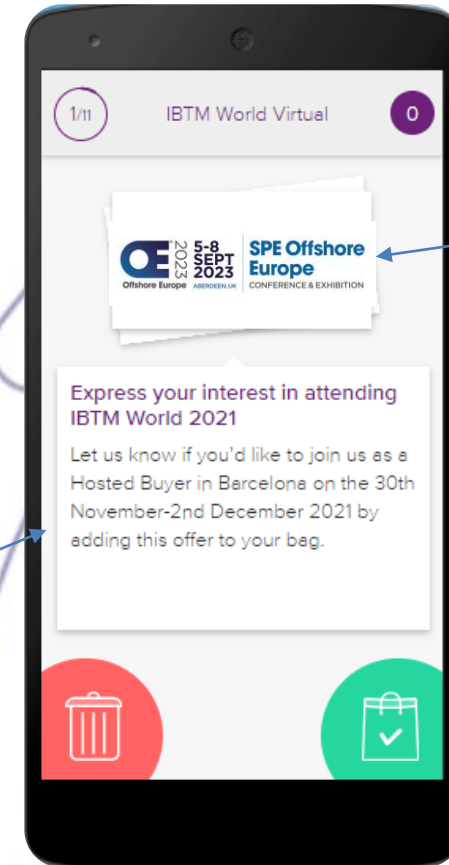 1/11
IBTM World Virtual
0
OE
2023
5-8
SEPT
2023
Offshore Europe
ABERDEEN, UK
SPE Offshore
Europe
CONFERENCE & EXHIBITION
Express your interest in attending
IBTM World 2021
Let us know if you'd like to join us as a
Hosted Buyer in Barcelona on the 30th
November-2nd December 2021 by
adding this offer to your bag.